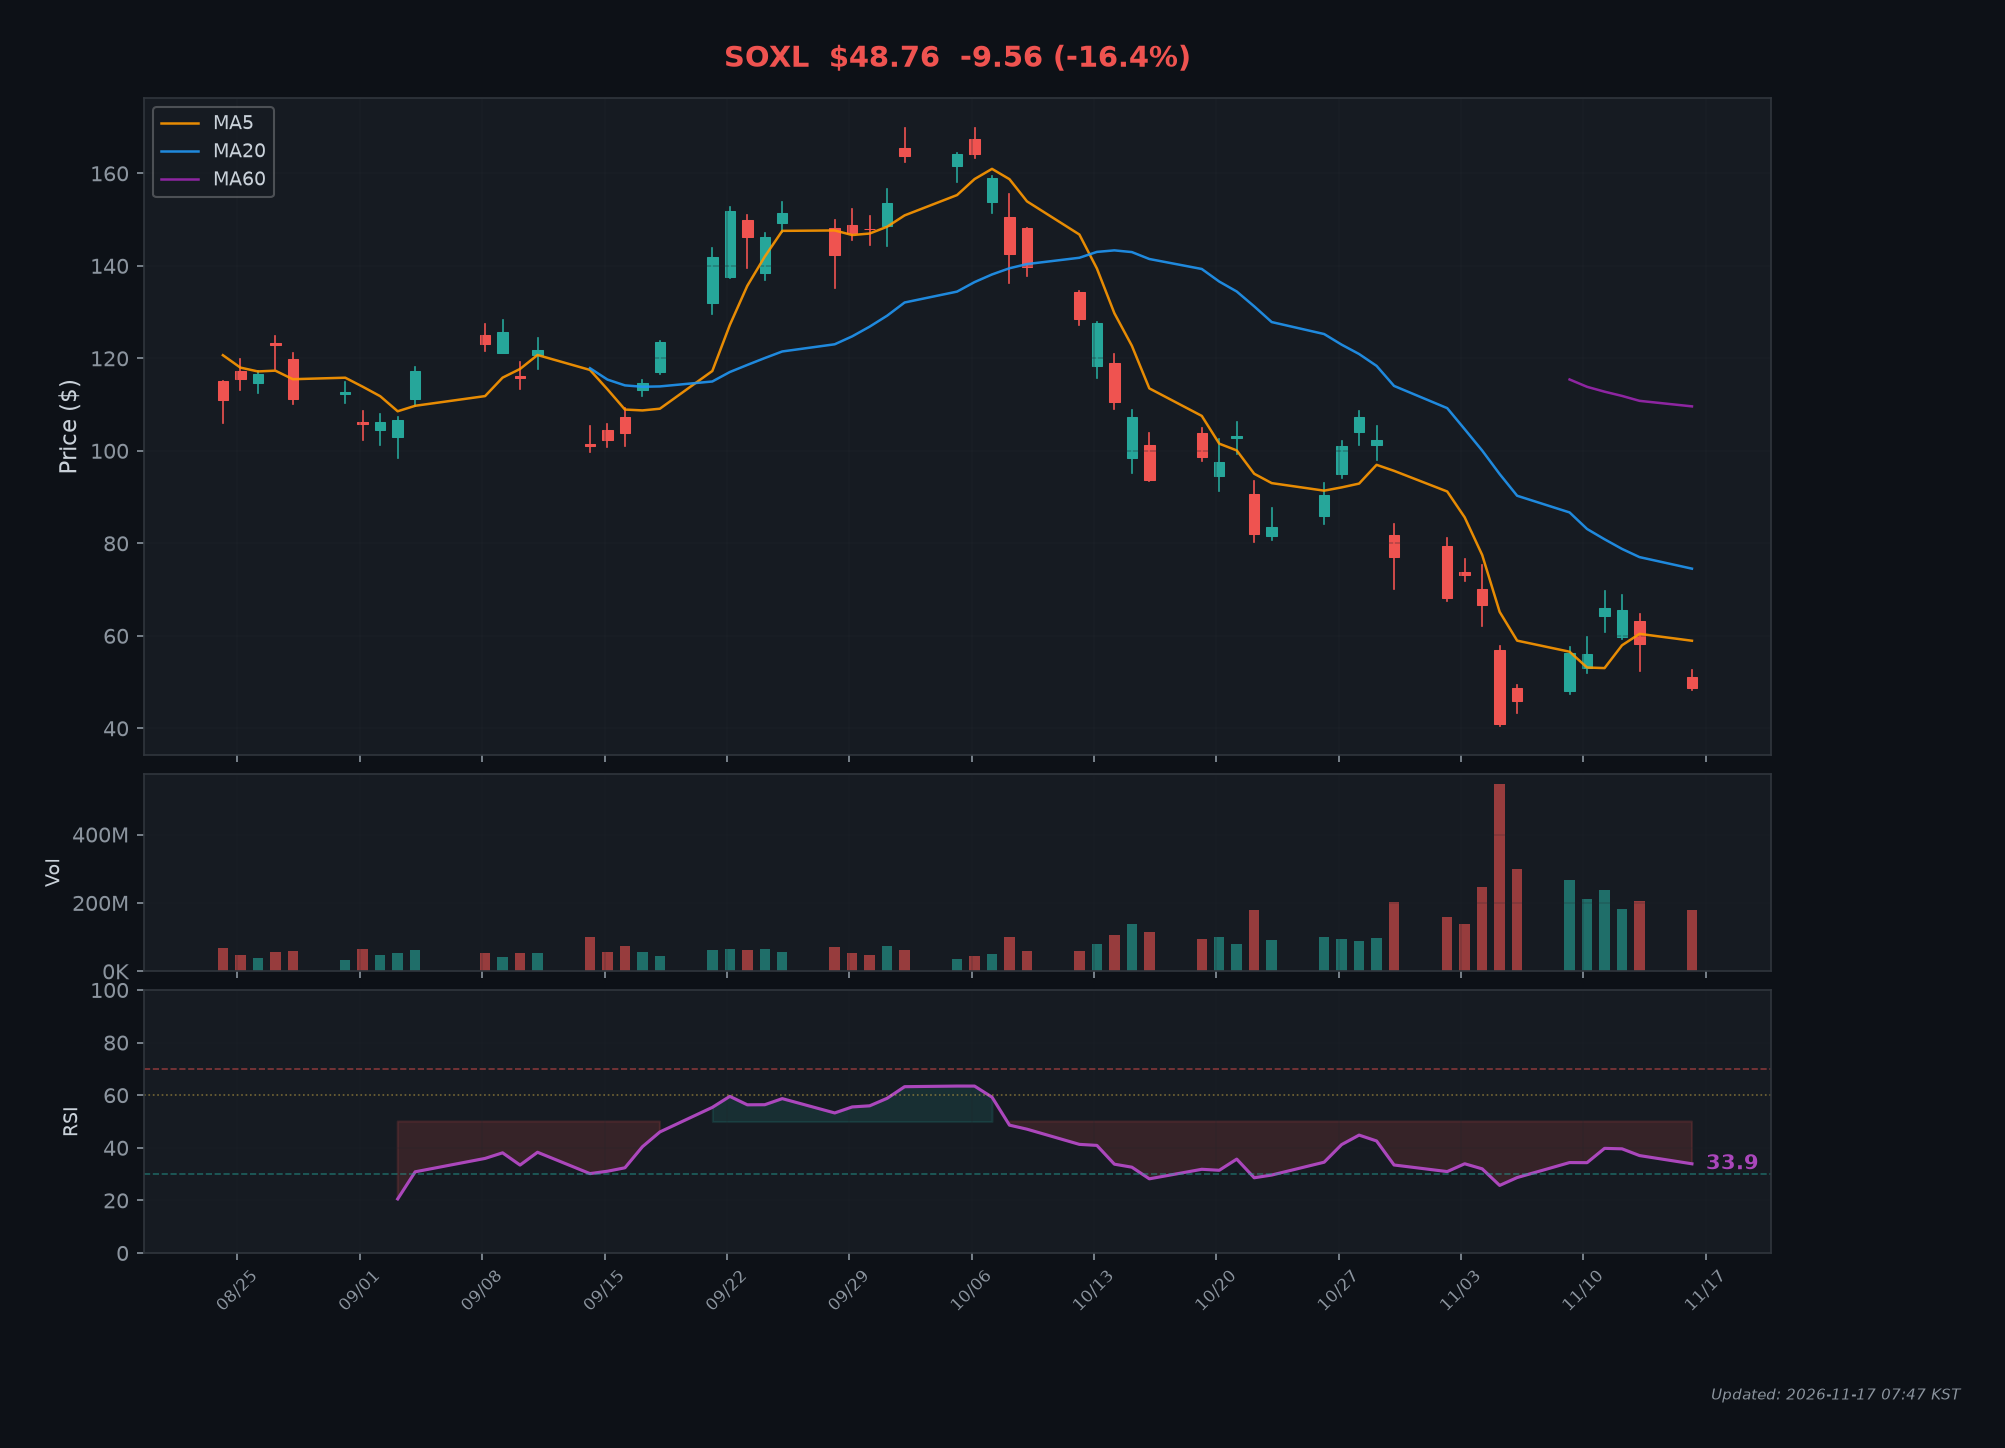 SOXL  $48.76  -9.56 (-16.4%)
MA5
MA20
MA60
Price ($)
160
140
120
100
80
60
40
Vol
400M
200M
0K
RSI
100
80
60
40
20
0
33.9
08/25
09/01
09/08
09/15
09/22
09/29
10/06
10/13
10/20
10/27
11/03
11/10
11/17
Updated: 2026-11-17 07:47 KST